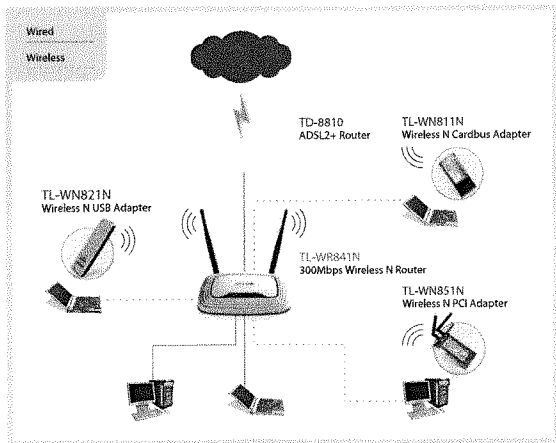 Wired
Wireless
TD-8810
ADSL2+ Router
TL-WN811N
Wireless N Cardbus Adapter
TL-WN821N
Wireless N USB Adapter
TL-WR841N
300Mbps Wireless N Router
TL-WN851N
Wireless N PCI Adapter